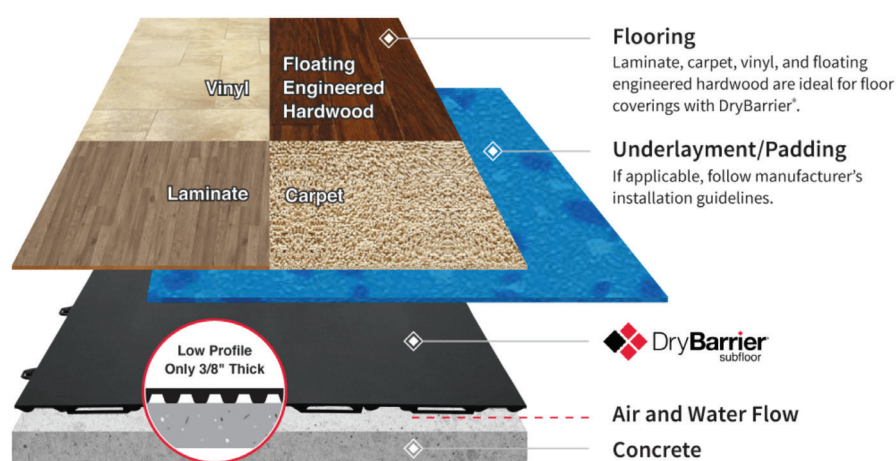 Vinyl
Floating
Engineered
Hardwood
Laminate
Carpet
Flooring
Laminate, carpet, vinyl, and floating
engineered hardwood are ideal for floor
coverings with DryBarrier®.
Underlayment/Padding
If applicable, follow manufacturer’s
installation guidelines.
Low Profile
Only 3/8" Thick
DryBarrier
subfloor
Air and Water Flow
Concrete